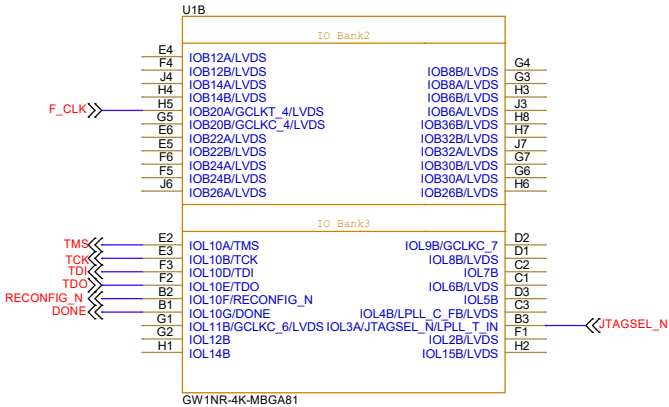 U1B
IO Bank2
E4 IOB12A/LVDS
F4 IOB12B/LVDS IOB8B/LVDS G4
J4 IOB14A/LVDS IOB8A/LVDS G3
H4 IOB14B/LVDS IOB6B/LVDS H3
F_CLK H5 IOB20A/GCLKT_4/LVDS IOB6A/LVDS J3
G5 IOB20B/GCLKC_4/LVDS IOB36B/LVDS H8
E6 IOB22A/LVDS IOB32B/LVDS H7
E5 IOB22B/LVDS IOB32A/LVDS J7
F6 IOB24A/LVDS IOB30B/LVDS G7
F5 IOB24B/LVDS IOB30A/LVDS G6
J6 IOB26A/LVDS IOB26B/LVDS H6
IO Bank3
TMS E2 IOL10A/TMS IOL9B/GCLKC_7 D2
TCK E3 IOL10B/TCK IOL8B/LVDS D1
TDI F3 IOL10D/TDI IOL7B C2
TDO F2 IOL10E/TDO IOL6B/LVDS C1
RECONFIG_N B2 IOL10F/RECONFIG_N IOL5B D3
DONE B1 IOL10G/DONE IOL4B/LPLL_C_FB/LVDS C3
G1 IOL11B/GCLKC_6/LVDS IOL3A/JTAGSEL_N/LPLL_T_IN B3 JTAGSEL_N
G2 IOL12B IOL2B/LVDS F1
H1 IOL14B IOL15B/LVDS H2
GW1NR-4K-MBGA81